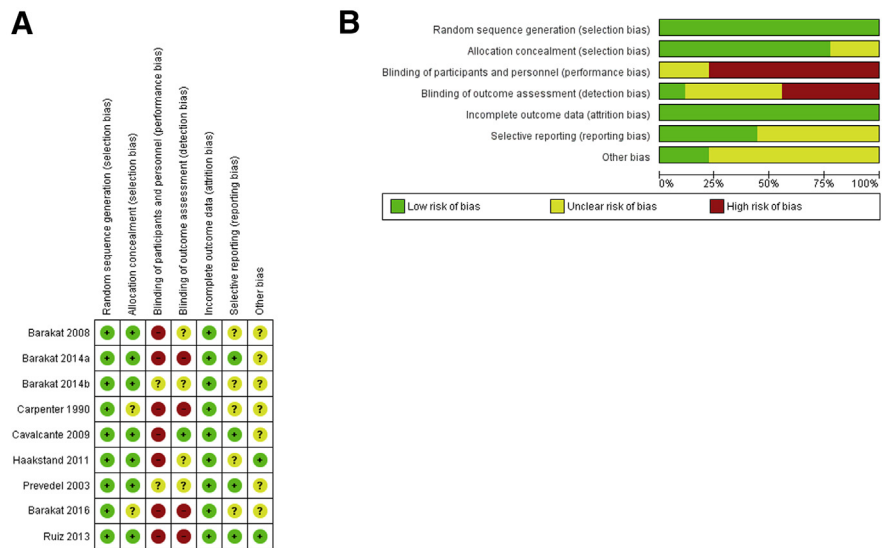 A
Random sequence generation (selection bias)
Allocation concealment (selection bias)
Blinding of participants and personnel (performance bias)
Blinding of outcome assessment (detection bias)
Incomplete outcome data (attrition bias)
Selective reporting (reporting bias)
Other bias
Barakat 2008 + + - ? + ? ?
Barakat 2014a + + - - + + ?
Barakat 2014b + + ? ? + ? ?
Carpenter 1990 + ? - - + ? ?
Cavalcante 2009 + + - + + + ?
Haakstand 2011 + + - ? + ? +
Prevedel 2003 + + ? ? + + ?
Barakat 2016 + ? - - + ? ?
Ruiz 2013 + + - - + + +
B
Random sequence generation (selection bias)
Allocation concealment (selection bias)
Blinding of participants and personnel (performance bias)
Blinding of outcome assessment (detection bias)
Incomplete outcome data (attrition bias)
Selective reporting (reporting bias)
Other bias
0% 25% 50% 75% 100%
Low risk of bias Unclear risk of bias High risk of bias